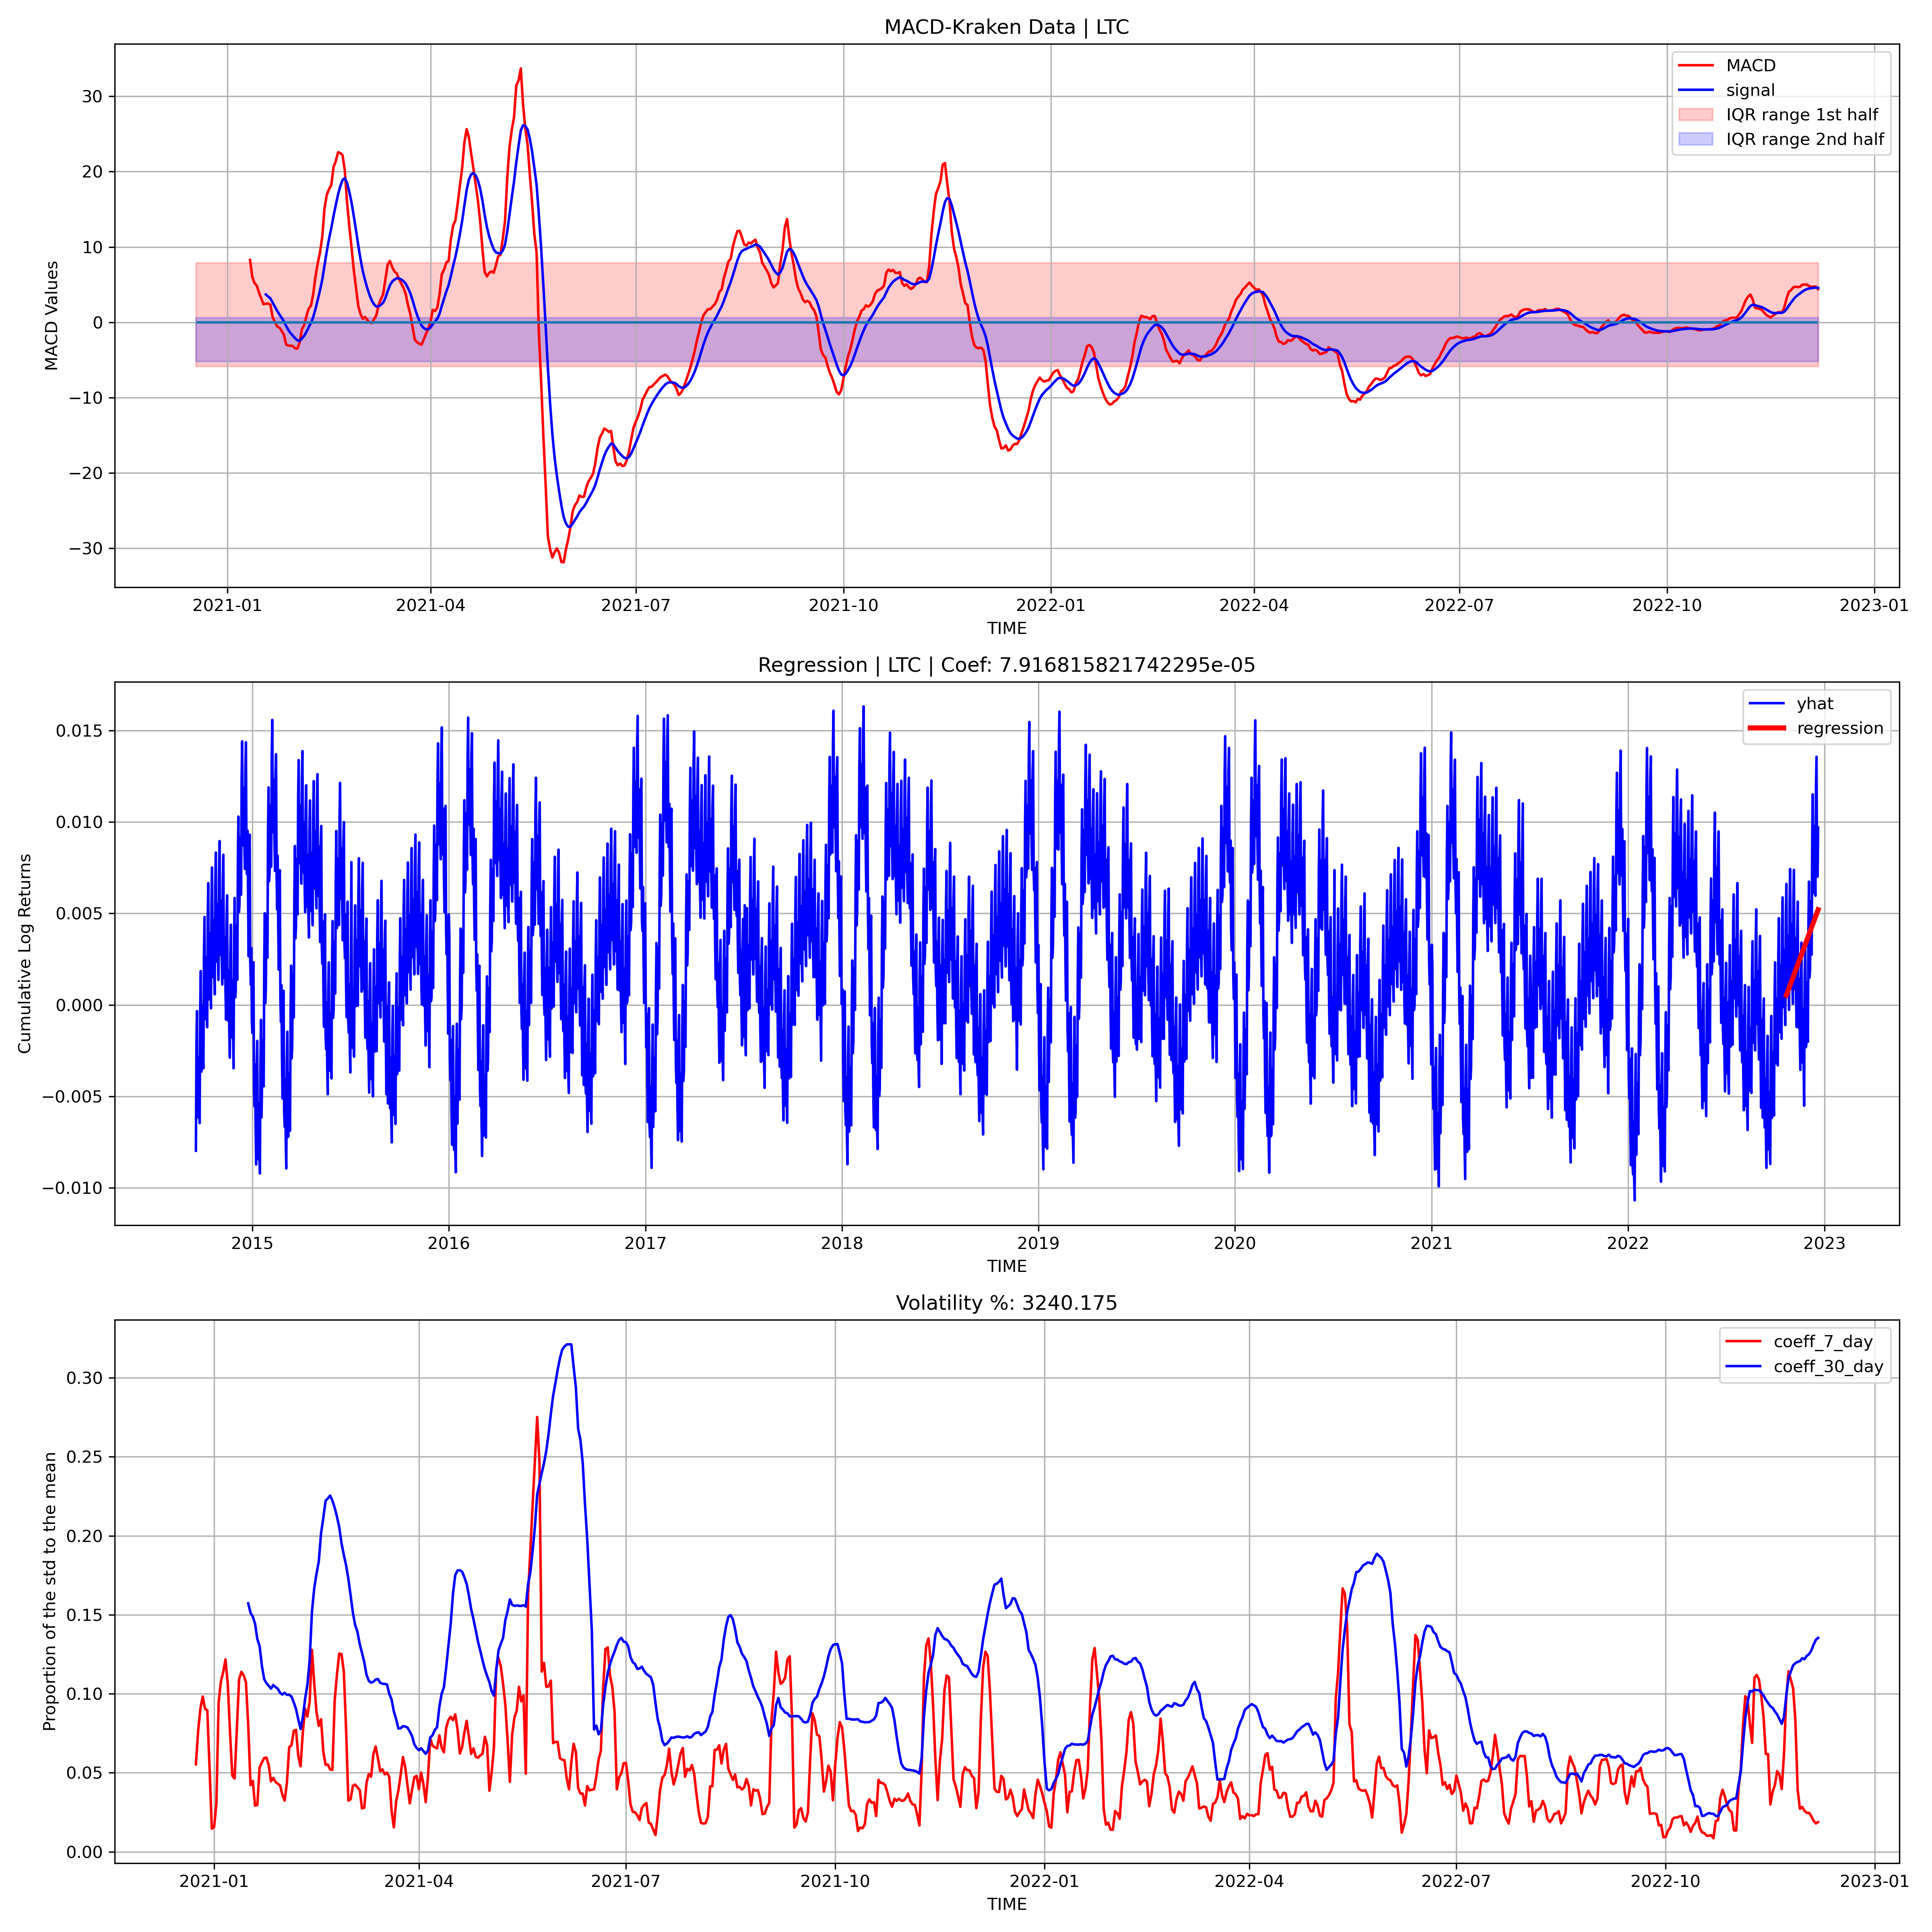 MACD-Kraken Data | LTC
MACD
signal
IQR range 1st half
IQR range 2nd half
MACD Values
30
20
10
0
−10
−20
−30
2021-01 2021-04 2021-07 2021-10 2022-01 2022-04 2022-07 2022-10 2023-01
TIME
Regression | LTC | Coef: 7.916815821742295e-05
yhat
regression
Cumulative Log Returns
0.015
0.010
0.005
0.000
−0.005
−0.010
2015 2016 2017 2018 2019 2020 2021 2022 2023
TIME
Volatility %: 3240.175
coeff_7_day
coeff_30_day
Proportion of the std to the mean
0.30
0.25
0.20
0.15
0.10
0.05
0.00
2021-01 2021-04 2021-07 2021-10 2022-01 2022-04 2022-07 2022-10 2023-01
TIME